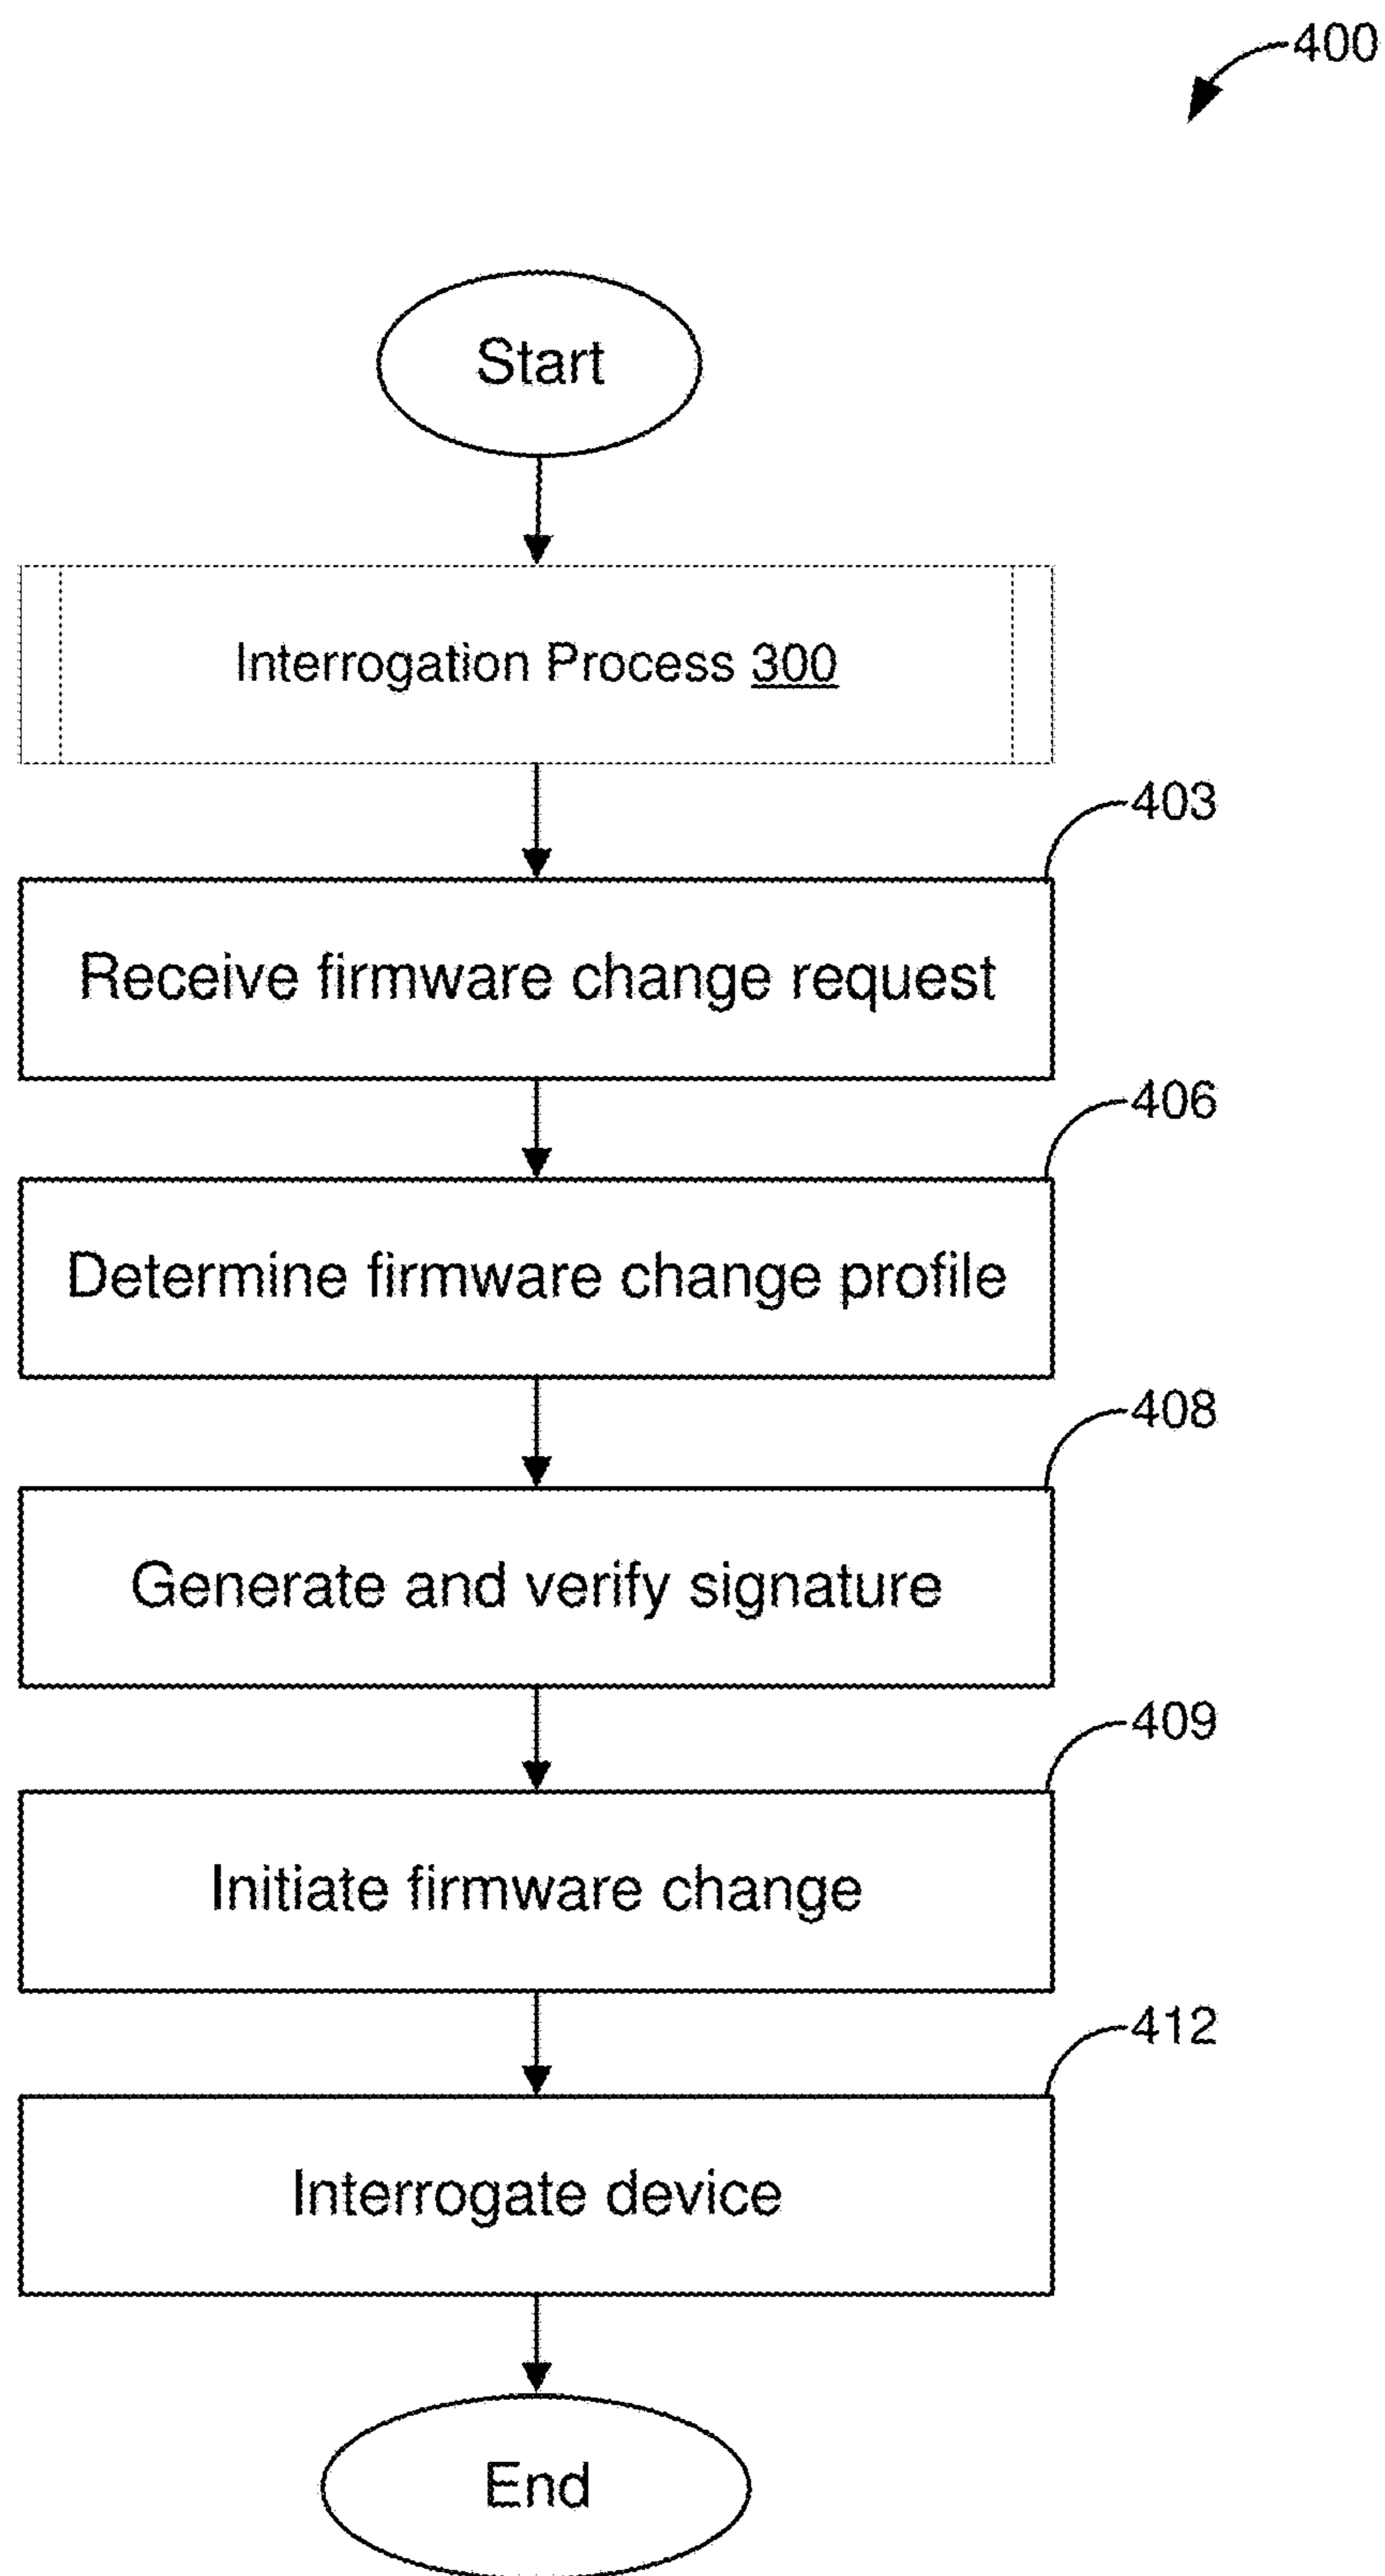 400
Start
Interrogation Process 300
403
Receive firmware change request
406
Determine firmware change profile
408
Generate and verify signature
409
Initiate firmware change
412
Interrogate device
End